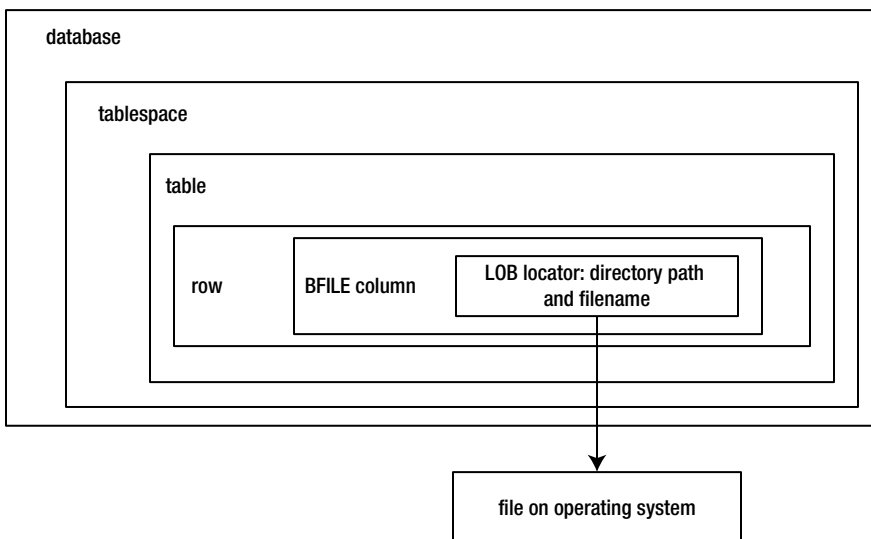 database
tablespace
table
row
BFILE column
LOB locator: directory path
and filename
file on operating system